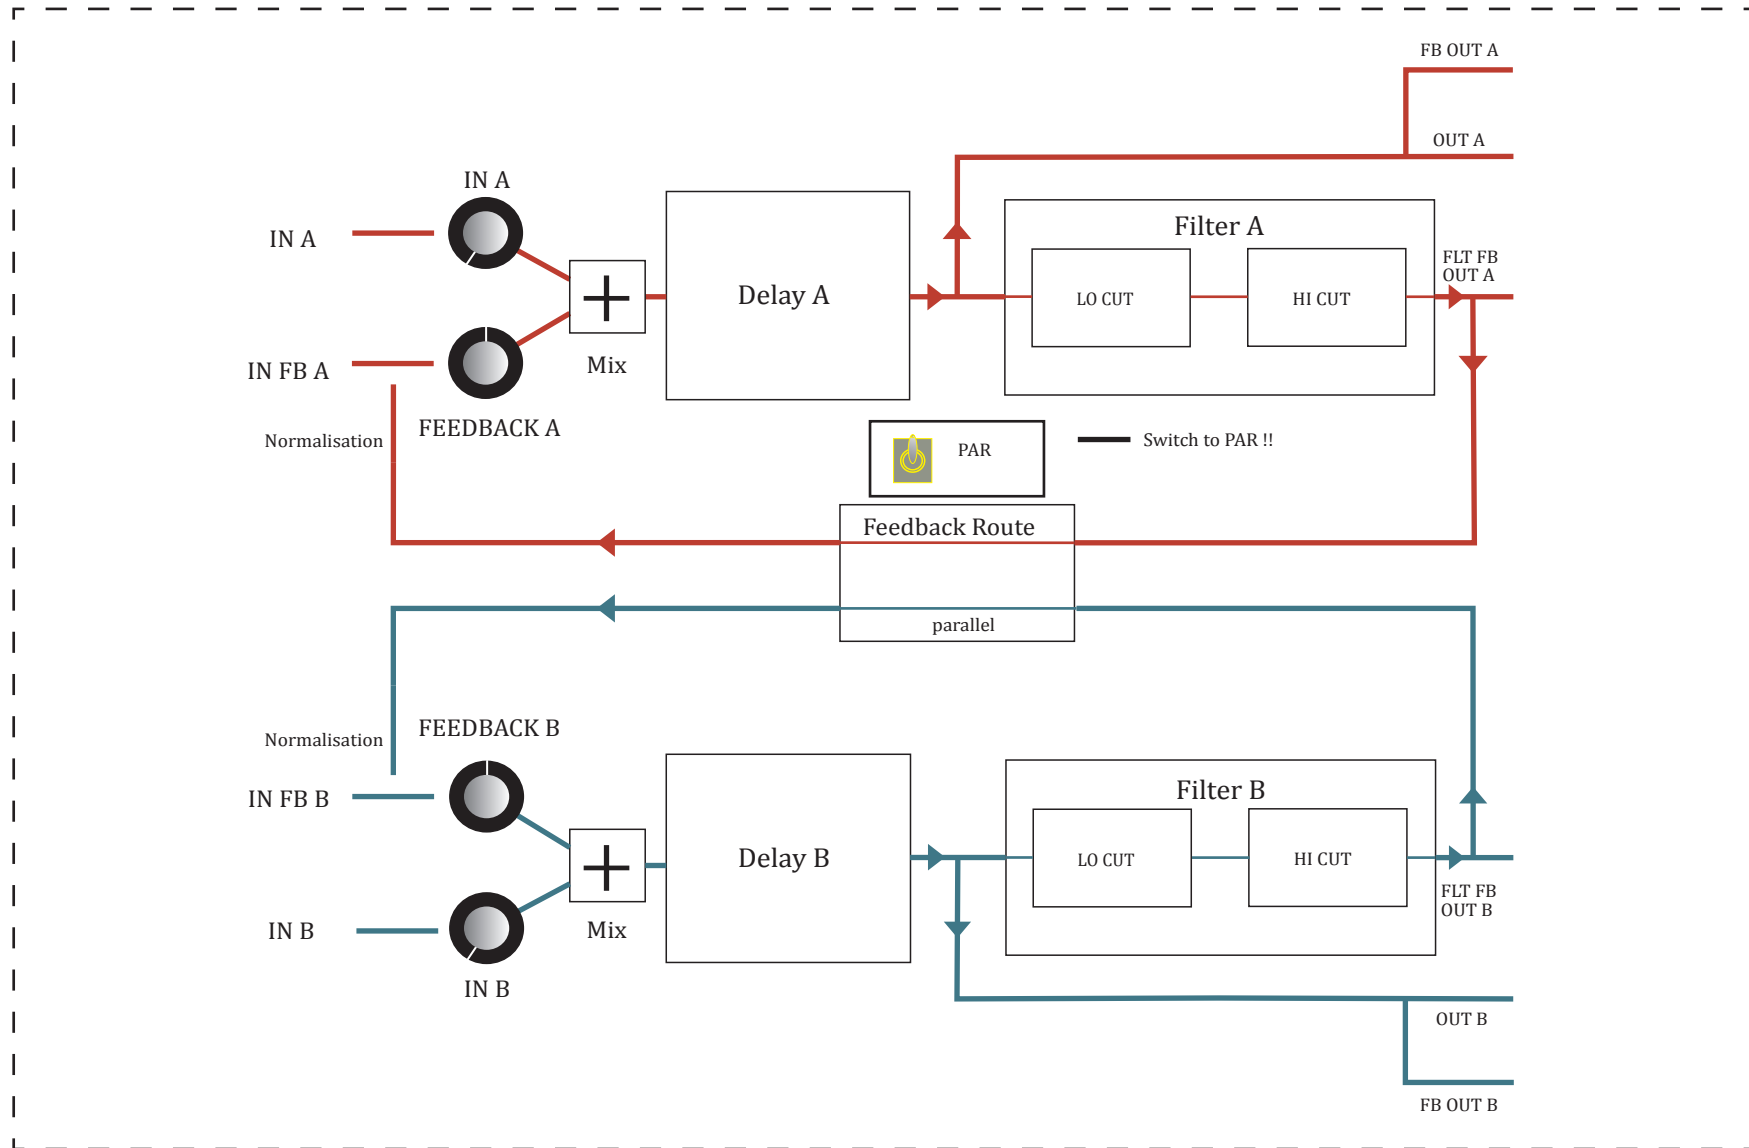 FB OUT A
OUT A
IN A
IN A
Filter A
FLT FB
OUT A
Delay A
LO CUT
HI CUT
IN FB A
Mix
FEEDBACK A
Normalisation
PAR
Switch to PAR !!
Feedback Route
parallel
FEEDBACK B
Normalisation
IN FB B
Filter B
Delay B
LO CUT
HI CUT
FLT FB
OUT B
IN B
Mix
IN B
OUT B
FB OUT B